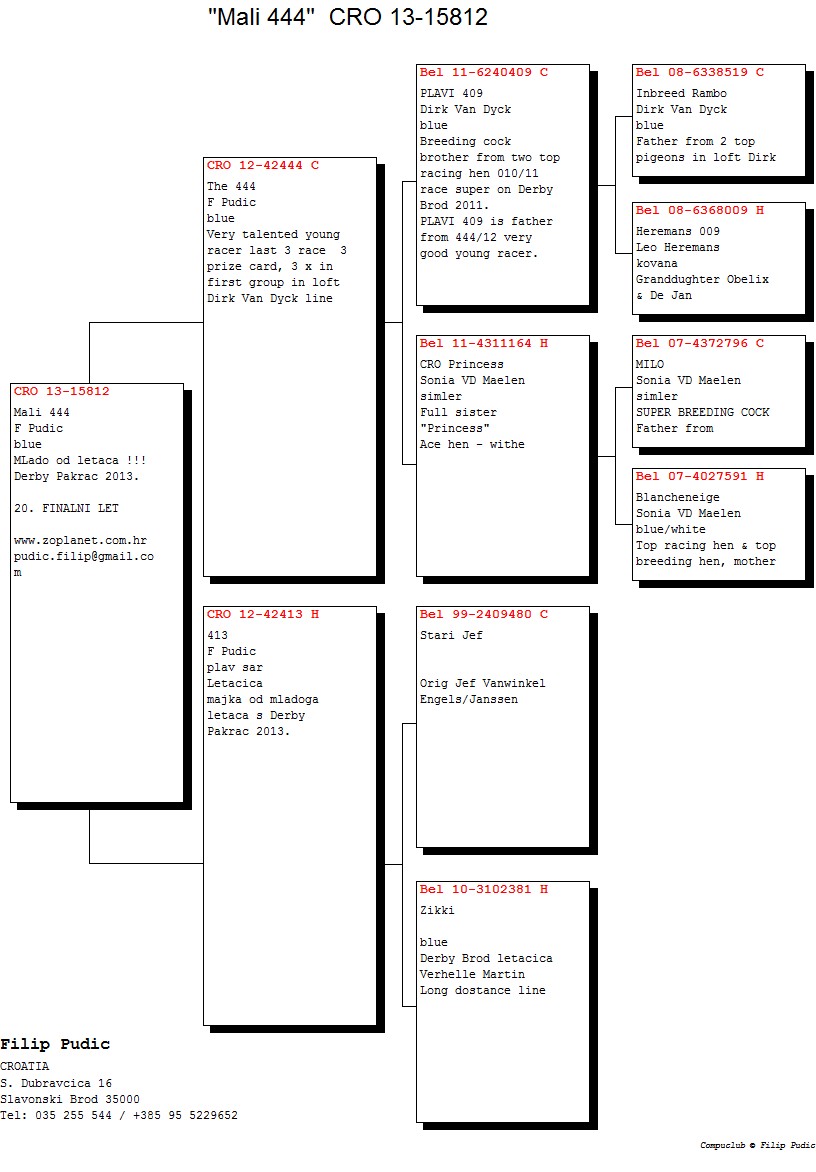 "Mali 444"  CRO 13-15812
CRO 13-15812
Mali 444
F Pudic
blue
MLado od letaca !!!
Derby Pakrac 2013.
20. FINALNI LET
www.zoplanet.com.hr
pudic.filip@gmail.co
m
CRO 12-42444 C
The 444
F Pudic
blue
Very talented young
racer last 3 race  3
prize card, 3 x in
first group in loft
Dirk Van Dyck line
CRO 12-42413 H
413
F Pudic
plav sar
Letacica
majka od mladoga
letaca s Derby
Pakrac 2013.
Bel 11-6240409 C
PLAVI 409
Dirk Van Dyck
blue
Breeding cock
brother from two top
racing hen 010/11
race super on Derby
Brod 2011.
PLAVI 409 is father
from 444/12 very
good young racer.
Bel 11-4311164 H
CRO Princess
Sonia VD Maelen
simler
Full sister
"Princess"
Ace hen - withe
Bel 99-2409480 C
Stari Jef
Orig Jef Vanwinkel
Engels/Janssen
Bel 10-3102381 H
Zikki
blue
Derby Brod letacica
Verhelle Martin
Long dostance line
Bel 08-6338519 C
Inbreed Rambo
Dirk Van Dyck
blue
Father from 2 top
pigeons in loft Dirk
Bel 08-6368009 H
Heremans 009
Leo Heremans
kovana
Granddughter Obelix
& De Jan
Bel 07-4372796 C
MILO
Sonia VD Maelen
simler
SUPER BREEDING COCK
Father from
Bel 07-4027591 H
Blancheneige
Sonia VD Maelen
blue/white
Top racing hen & top
breeding hen, mother
Filip Pudic
CROATIA
S. Dubravcica 16
Slavonski Brod 35000
Tel: 035 255 544 / +385 95 5229652
Compuclub © Filip Pudic